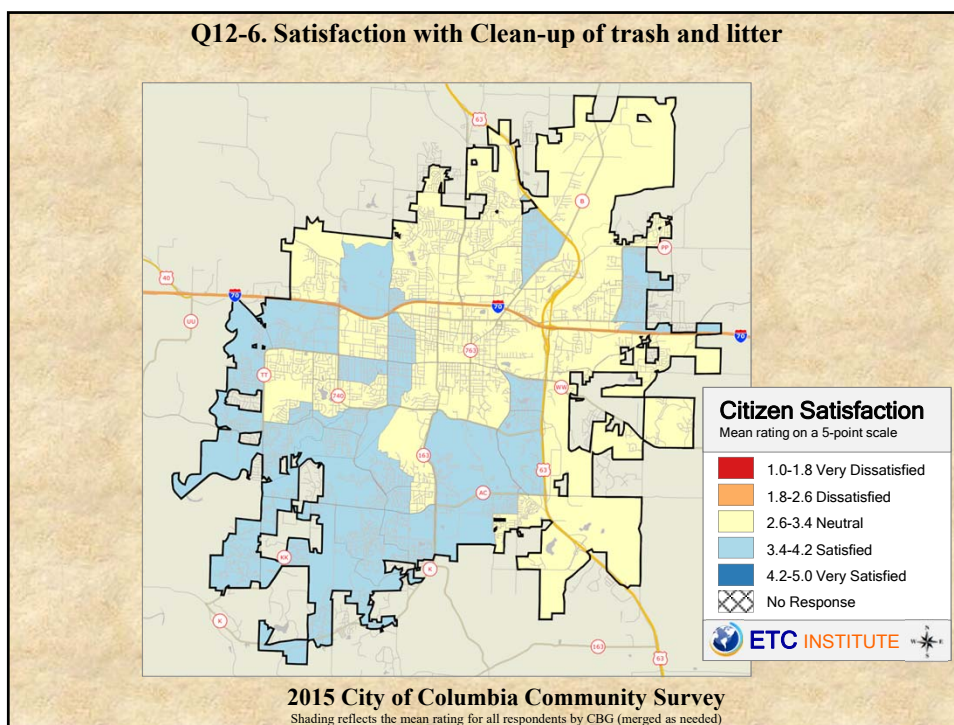 Q12-6. Satisfaction with Clean-up of trash and litter
63
B
PP
40
70
UU
70
70
763
TT
740
WW
163
63
AC
KK
K
K
163
63
Citizen Satisfaction
Mean rating on a 5-point scale
1.0-1.8 Very Dissatisfied
1.8-2.6 Dissatisfied
2.6-3.4 Neutral
3.4-4.2 Satisfied
4.2-5.0 Very Satisfied
No Response
ETC INSTITUTE
N
W E
S
2015 City of Columbia Community Survey
Shading reflects the mean rating for all respondents by CBG (merged as needed)